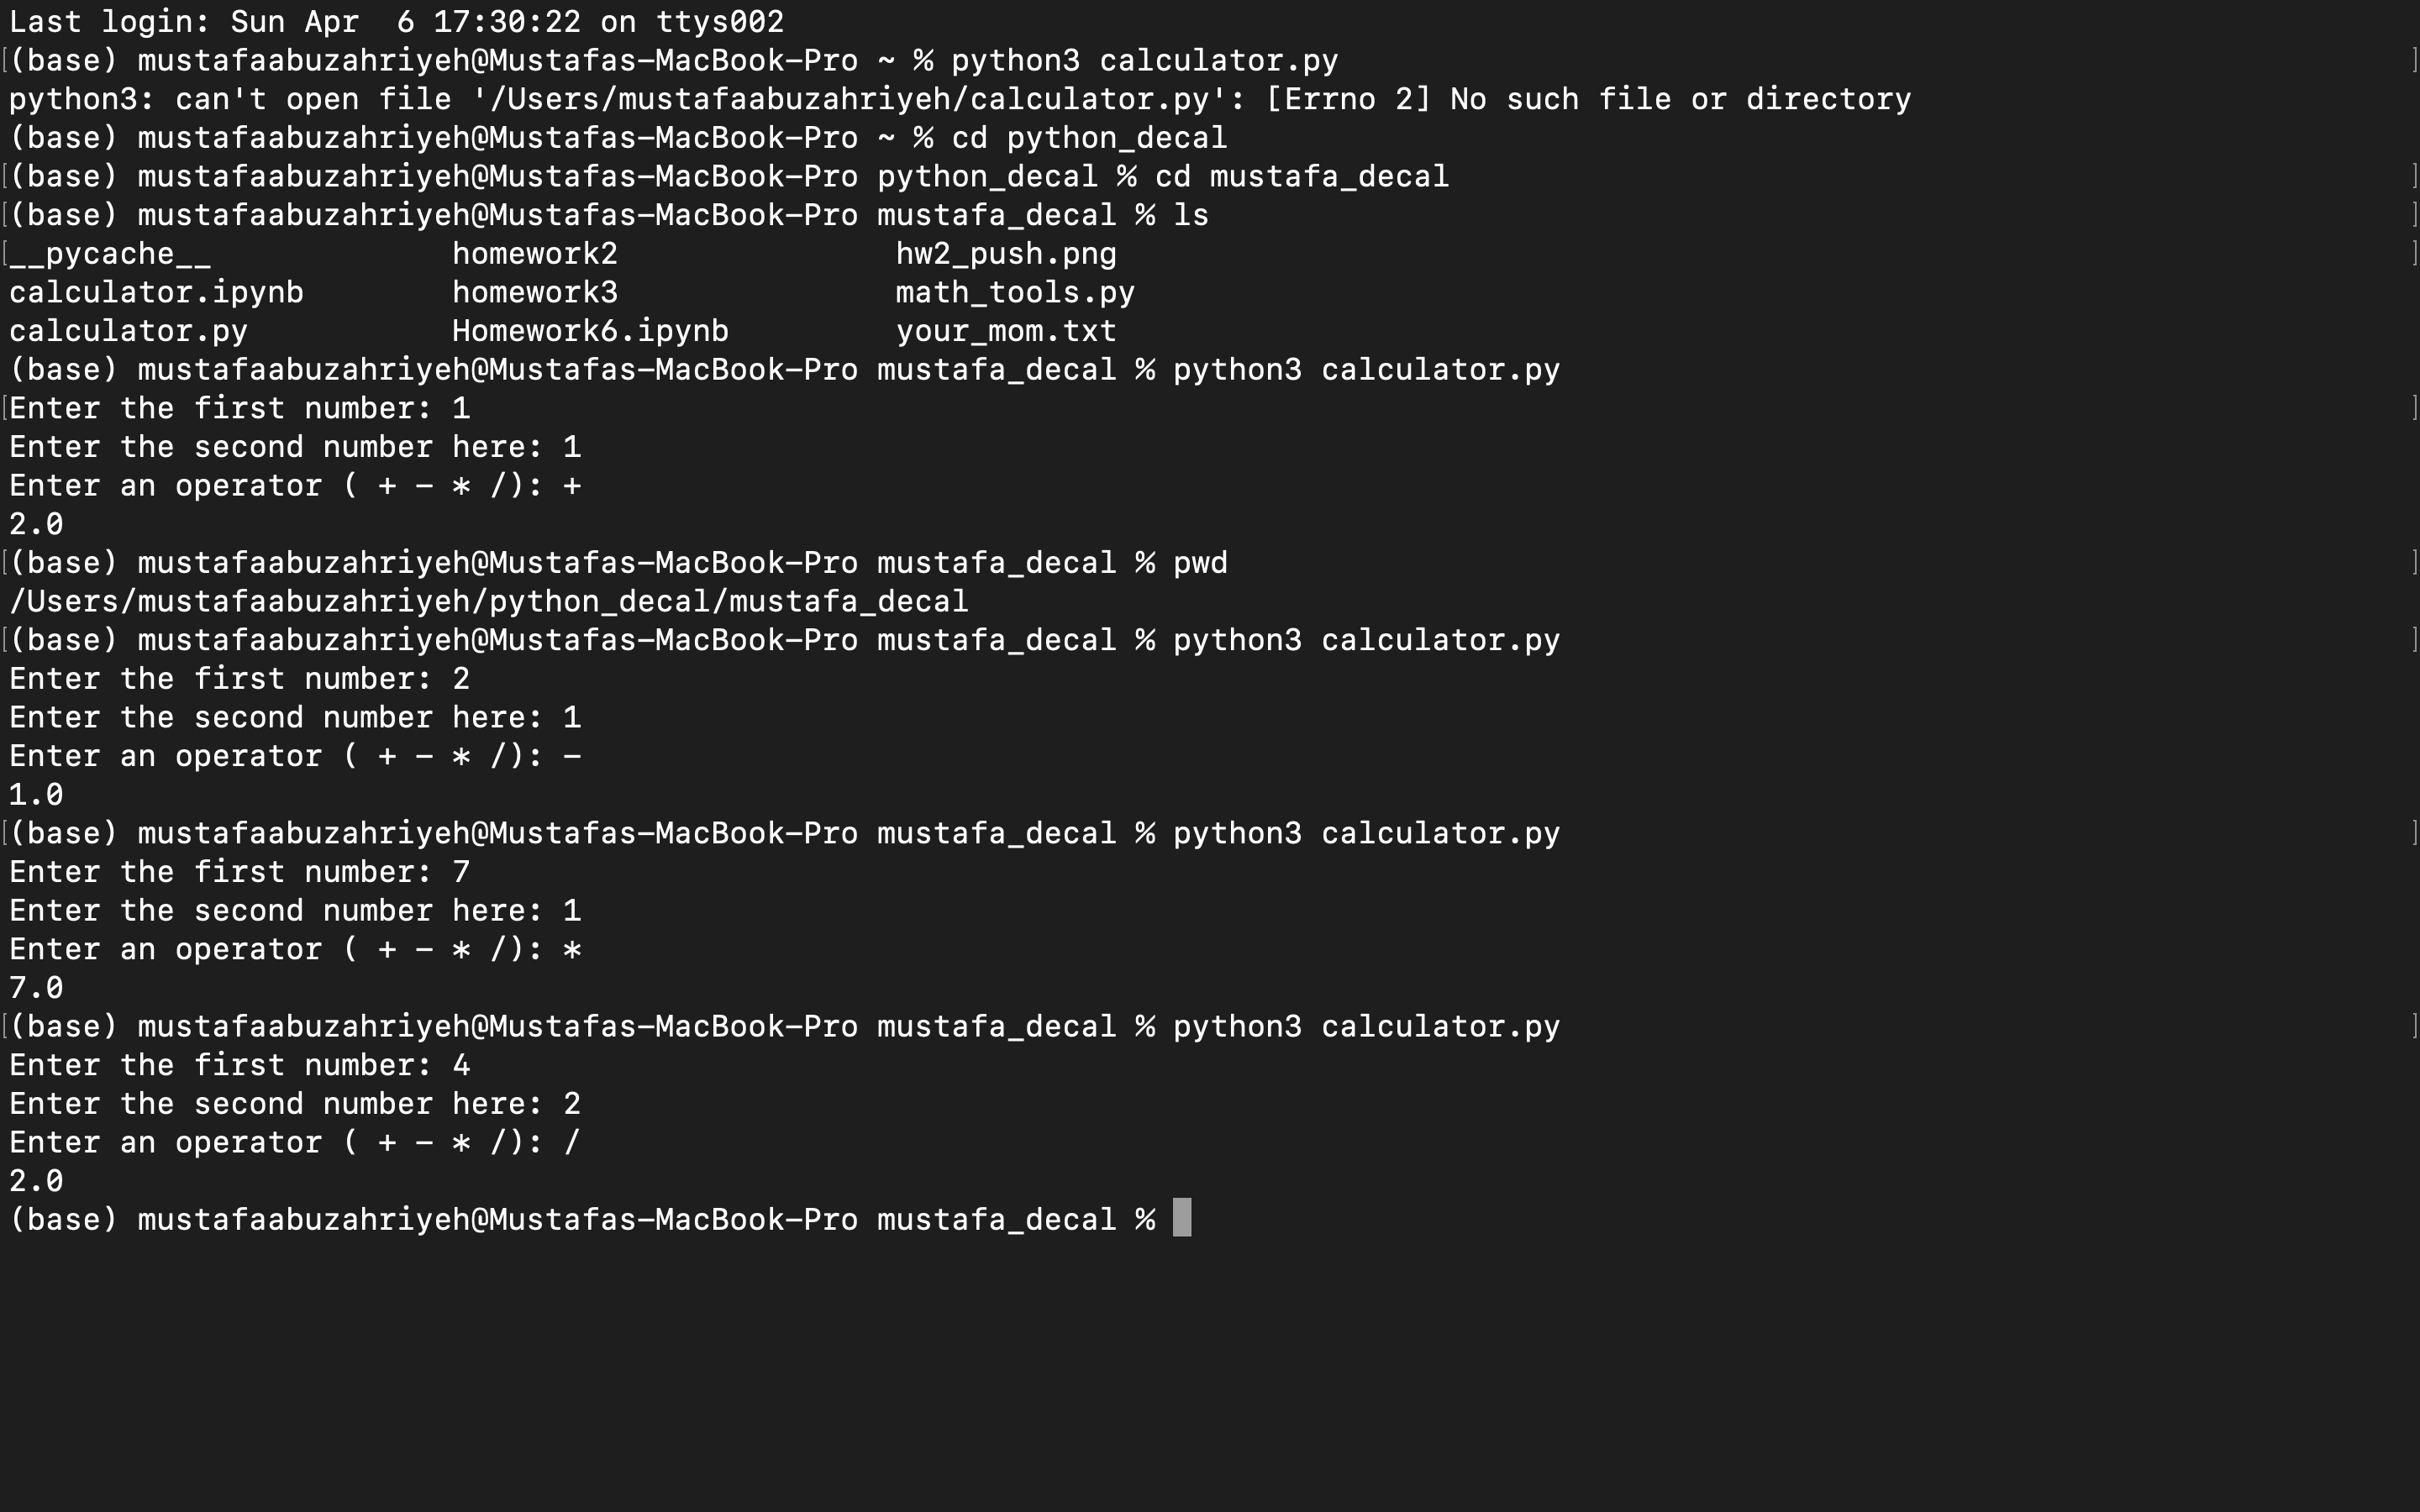 Last login: Sun Apr  6 17:30:22 on ttys002
[(base) mustafaabuzahriyeh@Mustafas-MacBook-Pro ~ % python3 calculator.py ]
python3: can't open file '/Users/mustafaabuzahriyeh/calculator.py': [Errno 2] No such file or directory
(base) mustafaabuzahriyeh@Mustafas-MacBook-Pro ~ % cd python_decal
[(base) mustafaabuzahriyeh@Mustafas-MacBook-Pro python_decal % cd mustafa_decal ]
[(base) mustafaabuzahriyeh@Mustafas-MacBook-Pro mustafa_decal % ls ]
[__pycache__             homework2               hw2_push.png ]
calculator.ipynb        homework3               math_tools.py
calculator.py           Homework6.ipynb         your_mom.txt
(base) mustafaabuzahriyeh@Mustafas-MacBook-Pro mustafa_decal % python3 calculator.py
[Enter the first number: 1 ]
Enter the second number here: 1
Enter an operator ( + - * /): +
2.0
[(base) mustafaabuzahriyeh@Mustafas-MacBook-Pro mustafa_decal % pwd ]
/Users/mustafaabuzahriyeh/python_decal/mustafa_decal
[(base) mustafaabuzahriyeh@Mustafas-MacBook-Pro mustafa_decal % python3 calculator.py ]
Enter the first number: 2
Enter the second number here: 1
Enter an operator ( + - * /): -
1.0
[(base) mustafaabuzahriyeh@Mustafas-MacBook-Pro mustafa_decal % python3 calculator.py ]
Enter the first number: 7
Enter the second number here: 1
Enter an operator ( + - * /): *
7.0
[(base) mustafaabuzahriyeh@Mustafas-MacBook-Pro mustafa_decal % python3 calculator.py ]
Enter the first number: 4
Enter the second number here: 2
Enter an operator ( + - * /): /
2.0
(base) mustafaabuzahriyeh@Mustafas-MacBook-Pro mustafa_decal %